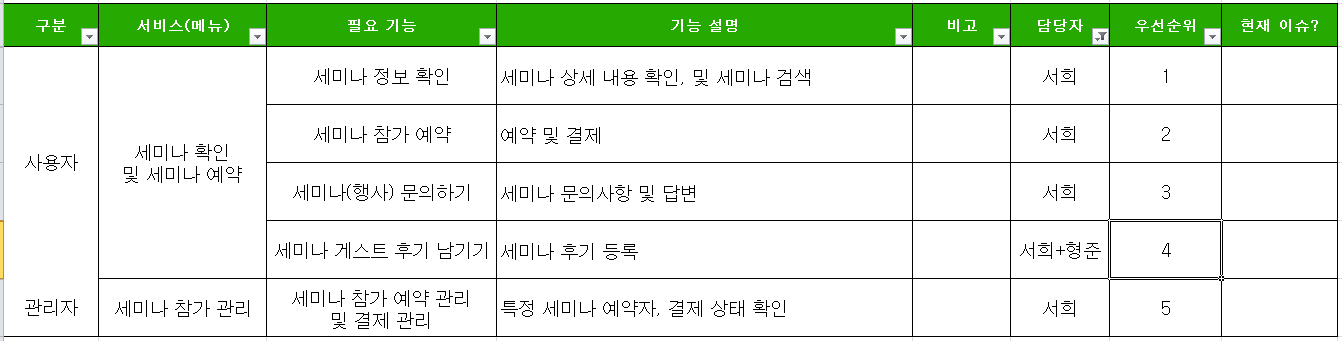 구분 서비스(메뉴) 필요 기능 기능 설명 비고 담당자 우선순위 현재 이슈?
세미나 정보 확인 세미나 상세 내용 확인, 및 세미나 검색 서희 1
세미나 참가 예약 예약 및 결제 서희 2
사용자
세미나 확인
및 세미나 예약
세미나(행사) 문의하기 세미나 문의사항 및 답변 서희 3
세미나 게스트 후기 남기기 세미나 후기 등록 서희+형준 4
관리자 세미나 참가 관리
세미나 참가 예약 관리
및 결제 관리
특정 세미나 예약자, 결제 상태 확인 서희 5